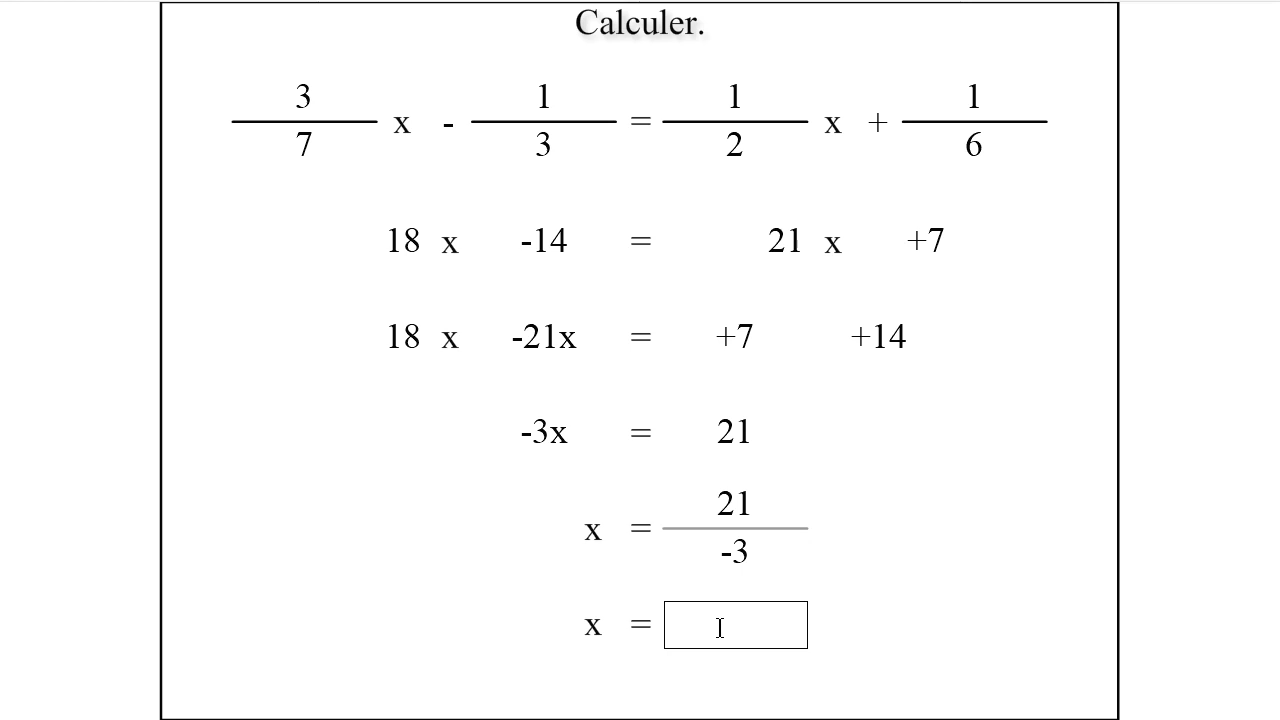 Calculer.
3/7 x - 1/3 = 1/2 x + 1/6
18 x -14 = 21 x +7
18 x -21x = +7 +14
-3x = 21
x = 21/-3
x =